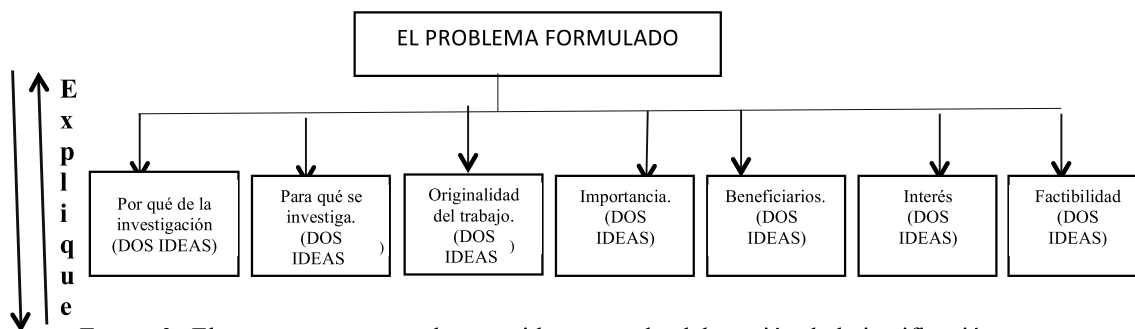 EL PROBLEMA FORMULADO
Explique
Por qué de la
investigación
(DOS IDEAS)
Para qué se
investiga.
(DOS
IDEAS )
Originalidad
del trabajo.
(DOS
IDEAS )
Importancia.
(DOS
IDEAS)
Beneficiarios.
(DOS
IDEAS)
Interés
(DOS
IDEAS)
Factibilidad
(DOS
IDEAS)